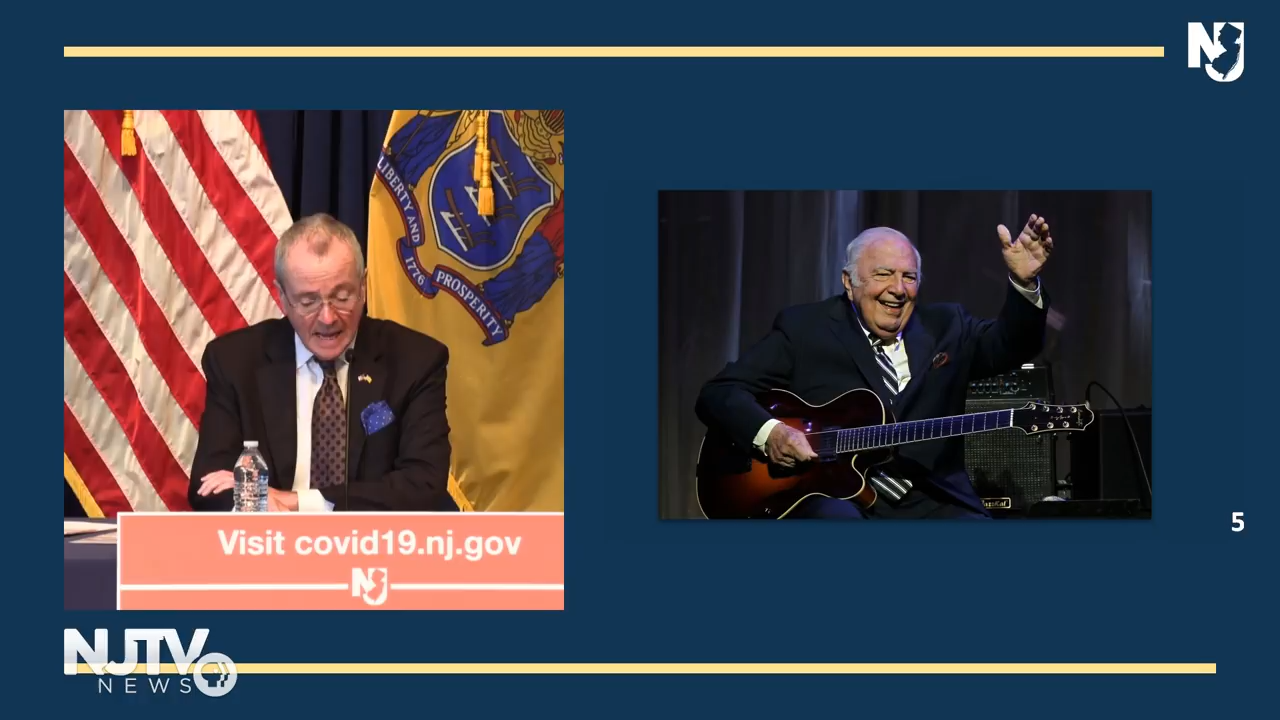 NJ
LIBERTY AND
1776
PROSPERITY
5
Visit covid19.nj.gov
NJ
NJTV
NEWS